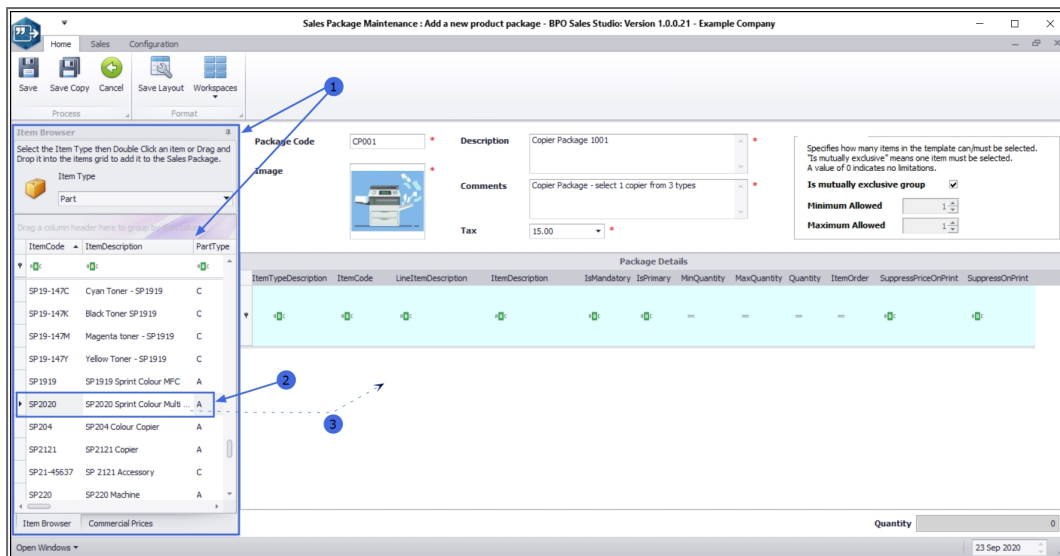 Sales Package Maintenance : Add a new product package - BPO Sales Studio: Version 1.0.0.21 - Example Company
Home Sales Configuration
Save Save Copy Cancel Save Layout Workspaces
Process Format
1
Item Browser
Select the Item Type then Double Click an item or Drag and
Drop it into the items grid to add it to the Sales Package.
Item Type
Part
Drag a column header here to group by
ItemCode ItemDescription PartType
SP19-147C Cyan Toner - SP1919 C
SP19-147K Black Toner SP1919 C
SP19-147M Magenta toner - SP1919 C
SP19-147Y Yellow Toner - SP1919 C
SP1919 SP1919 Sprint Colour MFC A
SP2020 SP2020 Sprint Colour Multi ... A
SP204 SP204 Colour Copier A
SP2121 SP2121 Copier A
SP21-45637 SP 2121 Accessory C
SP220 SP220 Machine A
Item Browser Commercial Prices
Package Code CP001 *
Image *
Description Copier Package 1001 *
Comments Copier Package - select 1 copier from 3 types *
Tax 15.00 *
Specifies how many items in the template can/must be selected.
"Is mutually exclusive" means one item must be selected.
A value of 0 indicates no limitations.
Is mutually exclusive group
Minimum Allowed 1
Maximum Allowed 1
Package Details
ItemTypeDescription ItemCode LineItemDescription ItemDescription IsMandatory IsPrimary MinQuantity MaxQuantity Quantity ItemOrder SuppressPriceOnPrint SuppressOnPrint
2
3
Quantity 0
Open Windows 23 Sep 2020